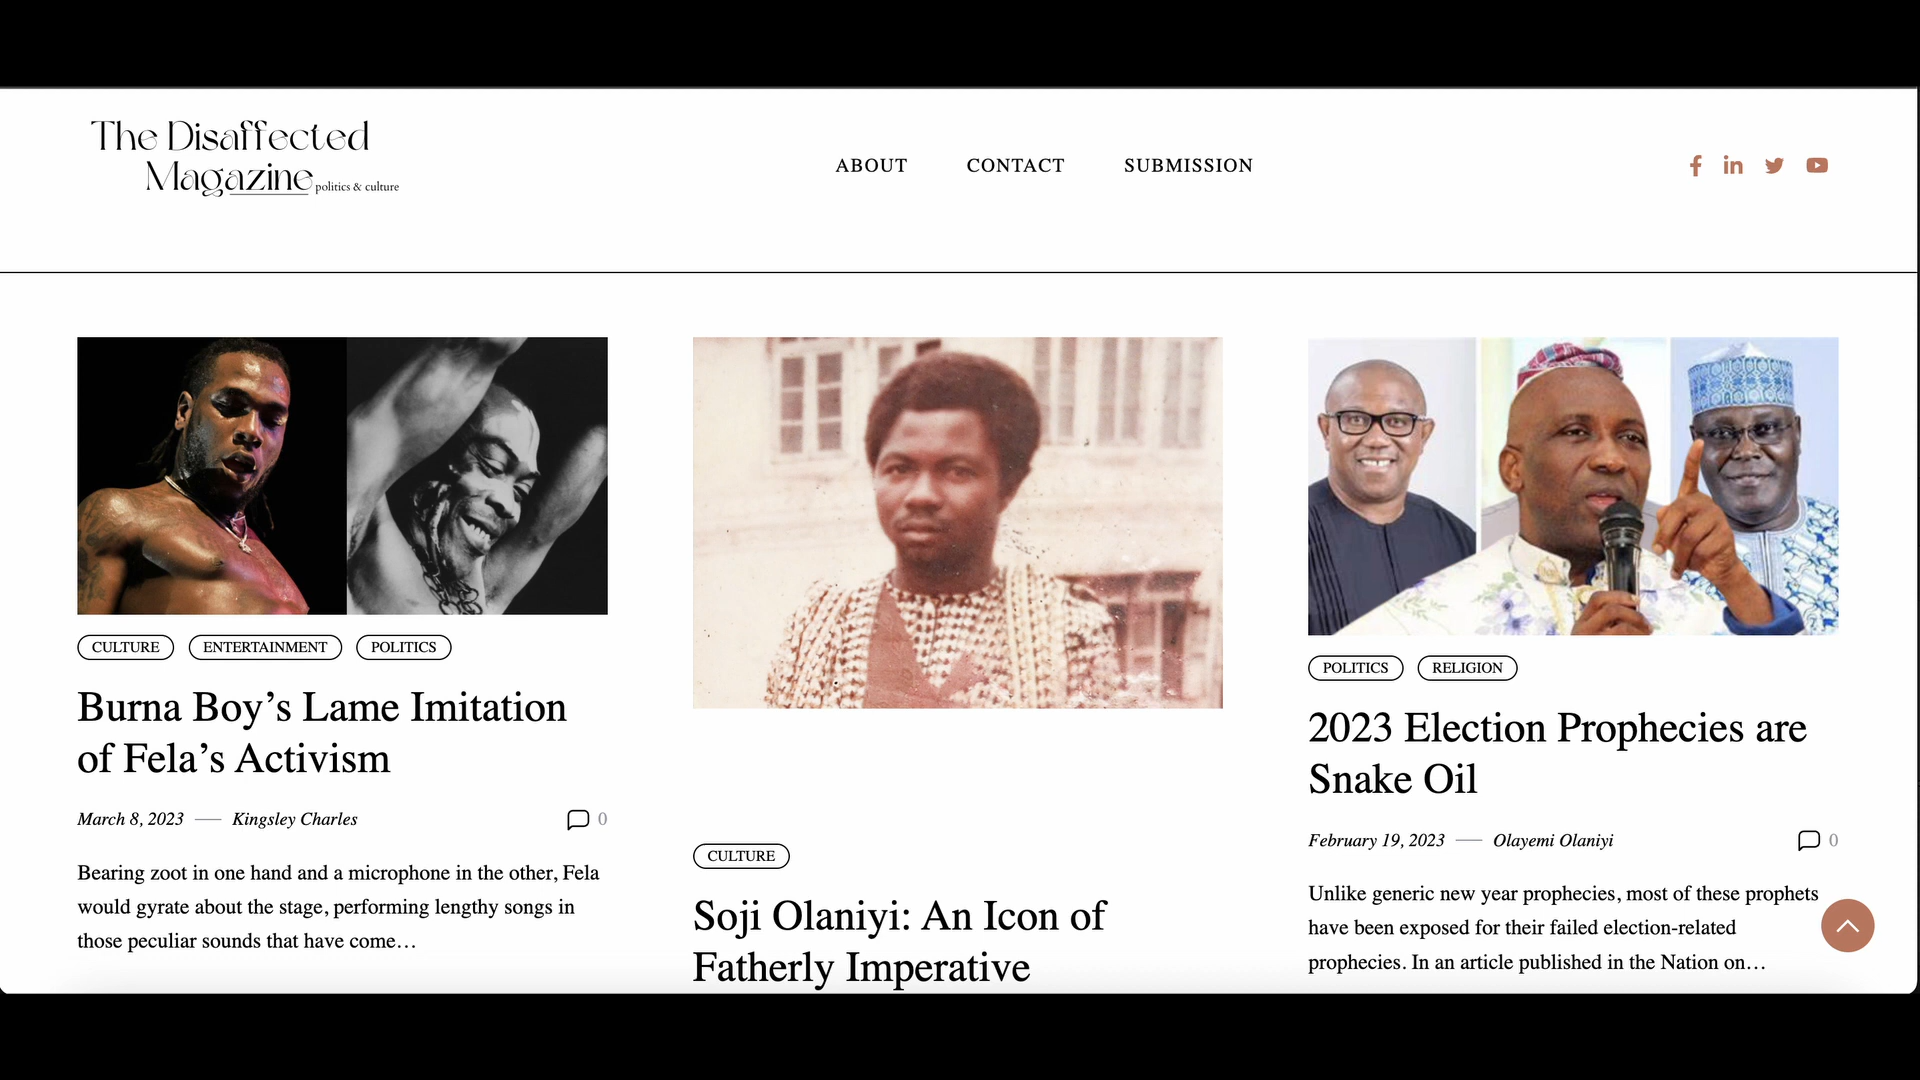 The Disaffected
Magazine politics & culture
ABOUT CONTACT SUBMISSION
CULTURE ENTERTAINMENT POLITICS
Burna Boy’s Lame Imitation
of Fela’s Activism
March 8, 2023 — Kingsley Charles 0
Bearing zoot in one hand and a microphone in the other, Fela
would gyrate about the stage, performing lengthy songs in
those peculiar sounds that have come…
CULTURE
Soji Olaniyi: An Icon of
Fatherly Imperative
POLITICS RELIGION
2023 Election Prophecies are
Snake Oil
February 19, 2023 — Olayemi Olaniyi 0
Unlike generic new year prophecies, most of these prophets
have been exposed for their failed election-related
prophecies. In an article published in the Nation on…